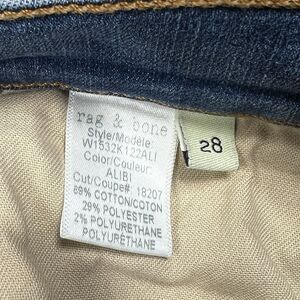 rag & bone
Style/Modele:
W1532K122ALI
Color/Couleur:
ALIBI
Cut/Coupe#: 18207
69% COTTON/COTON
29% POLYESTER
2% POLYURETHANE
POLYURÉTHANE
28